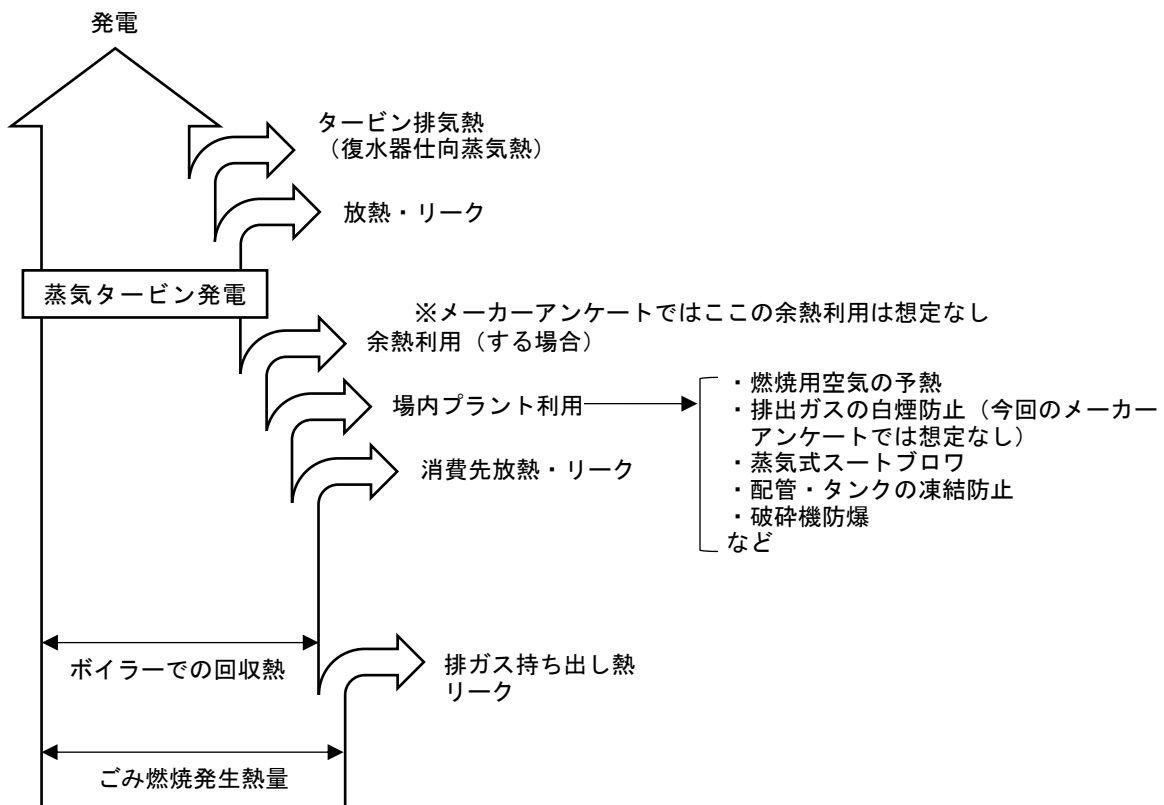 発電
タービン排気熱
（復水器仕向蒸気熱）
放熱・リーク
蒸気タービン発電
※メーカーアンケートではここの余熱利用は想定なし
余熱利用（する場合）
場内プラント利用
・燃焼用空気の予熱
・排出ガスの白煙防止（今回のメーカー
アンケートでは想定なし）
・蒸気式スートブロワ
・配管・タンクの凍結防止
・破砕機防爆
など
消費先放熱・リーク
ボイラーでの回収熱
排ガス持ち出し熱
リーク
ごみ燃焼発生熱量